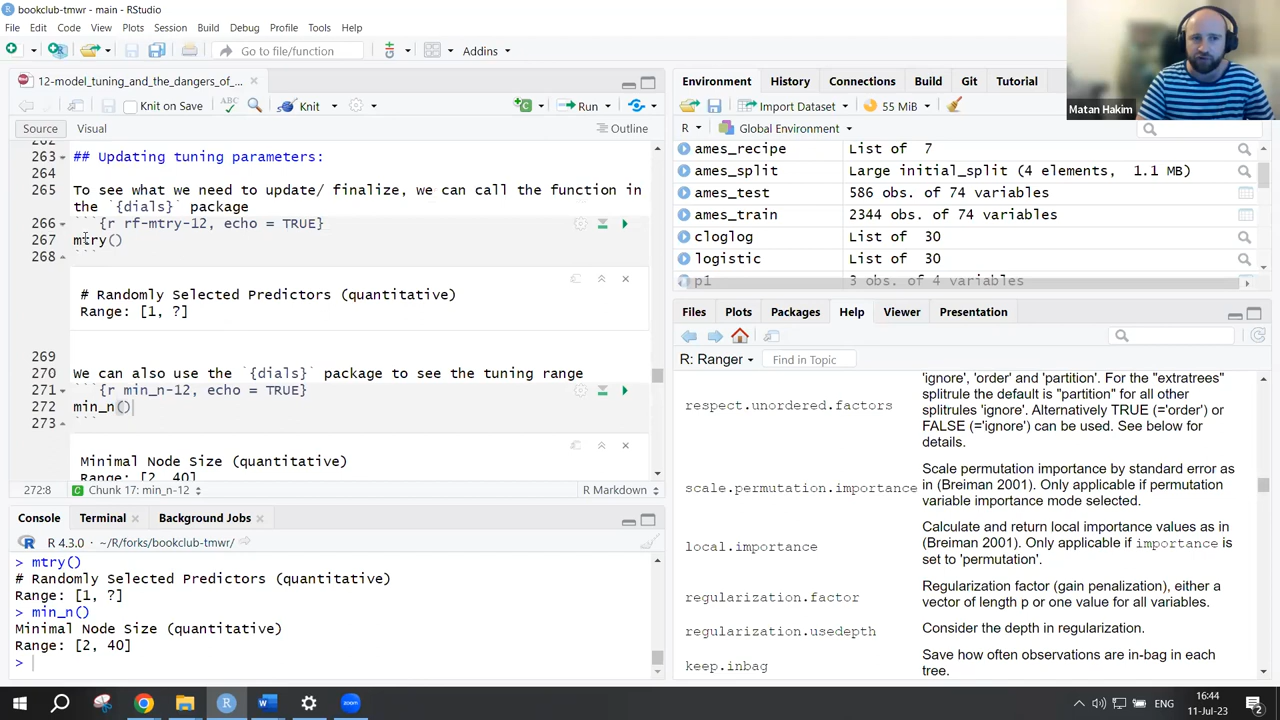 bookclub-tmwr - main - RStudio
File Edit Code View Plots Session Build Debug Profile Tools Help
Go to file/function
Addins
12-model_tuning_and_the_dangers_of_...
Knit on Save
ABC
Knit
Run
Source
Visual
Outline
263 ## Updating tuning parameters:
264
265 To see what we need to update/ finalize, we can call the function in
the `{dials}` package
266 ```{r rf-mtry-12, echo = TRUE}
267 mtry()
268 ```
# Randomly Selected Predictors (quantitative)
Range: [1, ?]
269
270 We can also use the `{dials}` package to see the tuning range
271 ```{r min_n-12, echo = TRUE}
272 min_n()
273 ```
Minimal Node Size (quantitative)
Range: [2, 40]
272:8
Chunk 17: min_n-12
R Markdown
Console
Terminal
Background Jobs
R 4.3.0 · ~/R/forks/bookclub-tmwr/
> mtry()
# Randomly Selected Predictors (quantitative)
Range: [1, ?]
> min_n()
Minimal Node Size (quantitative)
Range: [2, 40]
>
Environment
History
Connections
Build
Git
Tutorial
Import Dataset
55 MiB
R
Global Environment
ames_recipe List of 7
ames_split Large initial_split (4 elements, 1.1 MB)
ames_test 586 obs. of 74 variables
ames_train 2344 obs. of 74 variables
cloglog List of 30
logistic List of 30
p1 3 obs. of 4 variables
Files
Plots
Packages
Help
Viewer
Presentation
R: Ranger
Find in Topic
respect.unordered.factors
'ignore', 'order' and 'partition'. For the "extratrees"
splitrule the default is "partition" for all other
splitrules 'ignore'. Alternatively TRUE (='order') or
FALSE (='ignore') can be used. See below for
details.
scale.permutation.importance
Scale permutation importance by standard error as
in (Breiman 2001). Only applicable if permutation
variable importance mode selected.
local.importance
Calculate and return local importance values as in
(Breiman 2001). Only applicable if importance is
set to 'permutation'.
regularization.factor
Regularization factor (gain penalization), either a
vector of length p or one value for all variables.
regularization.usedepth
Consider the depth in regularization.
keep.inbag
Save how often observations are in-bag in each
tree.
Matan Hakim
ENG
16:44
11-Jul-23
2